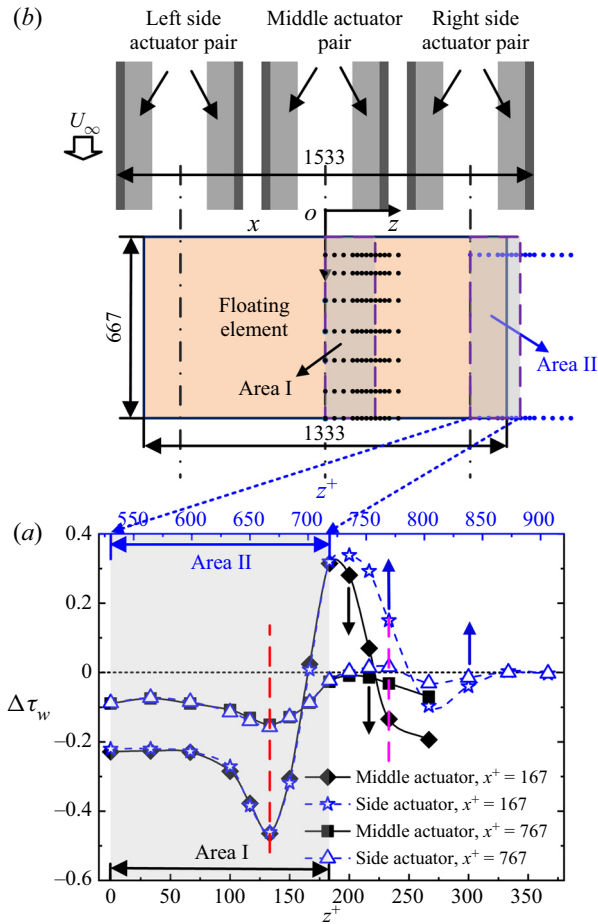 (b)
Left side actuator pair
Middle actuator pair
Right side actuator pair
U∞
1533
o
x
z
667
Floating element
Area I
Area II
1333
z⁺
550 600 650 700 750 800 850 900
(a)
0.4
0.2
0
−0.2
−0.4
−0.6
Δτw
Area II
Middle actuator, x⁺ = 167
Side actuator, x⁺ = 167
Middle actuator, x⁺ = 767
Side actuator, x⁺ = 767
Area I
0 50 100 150 200 250 300 350
z⁺